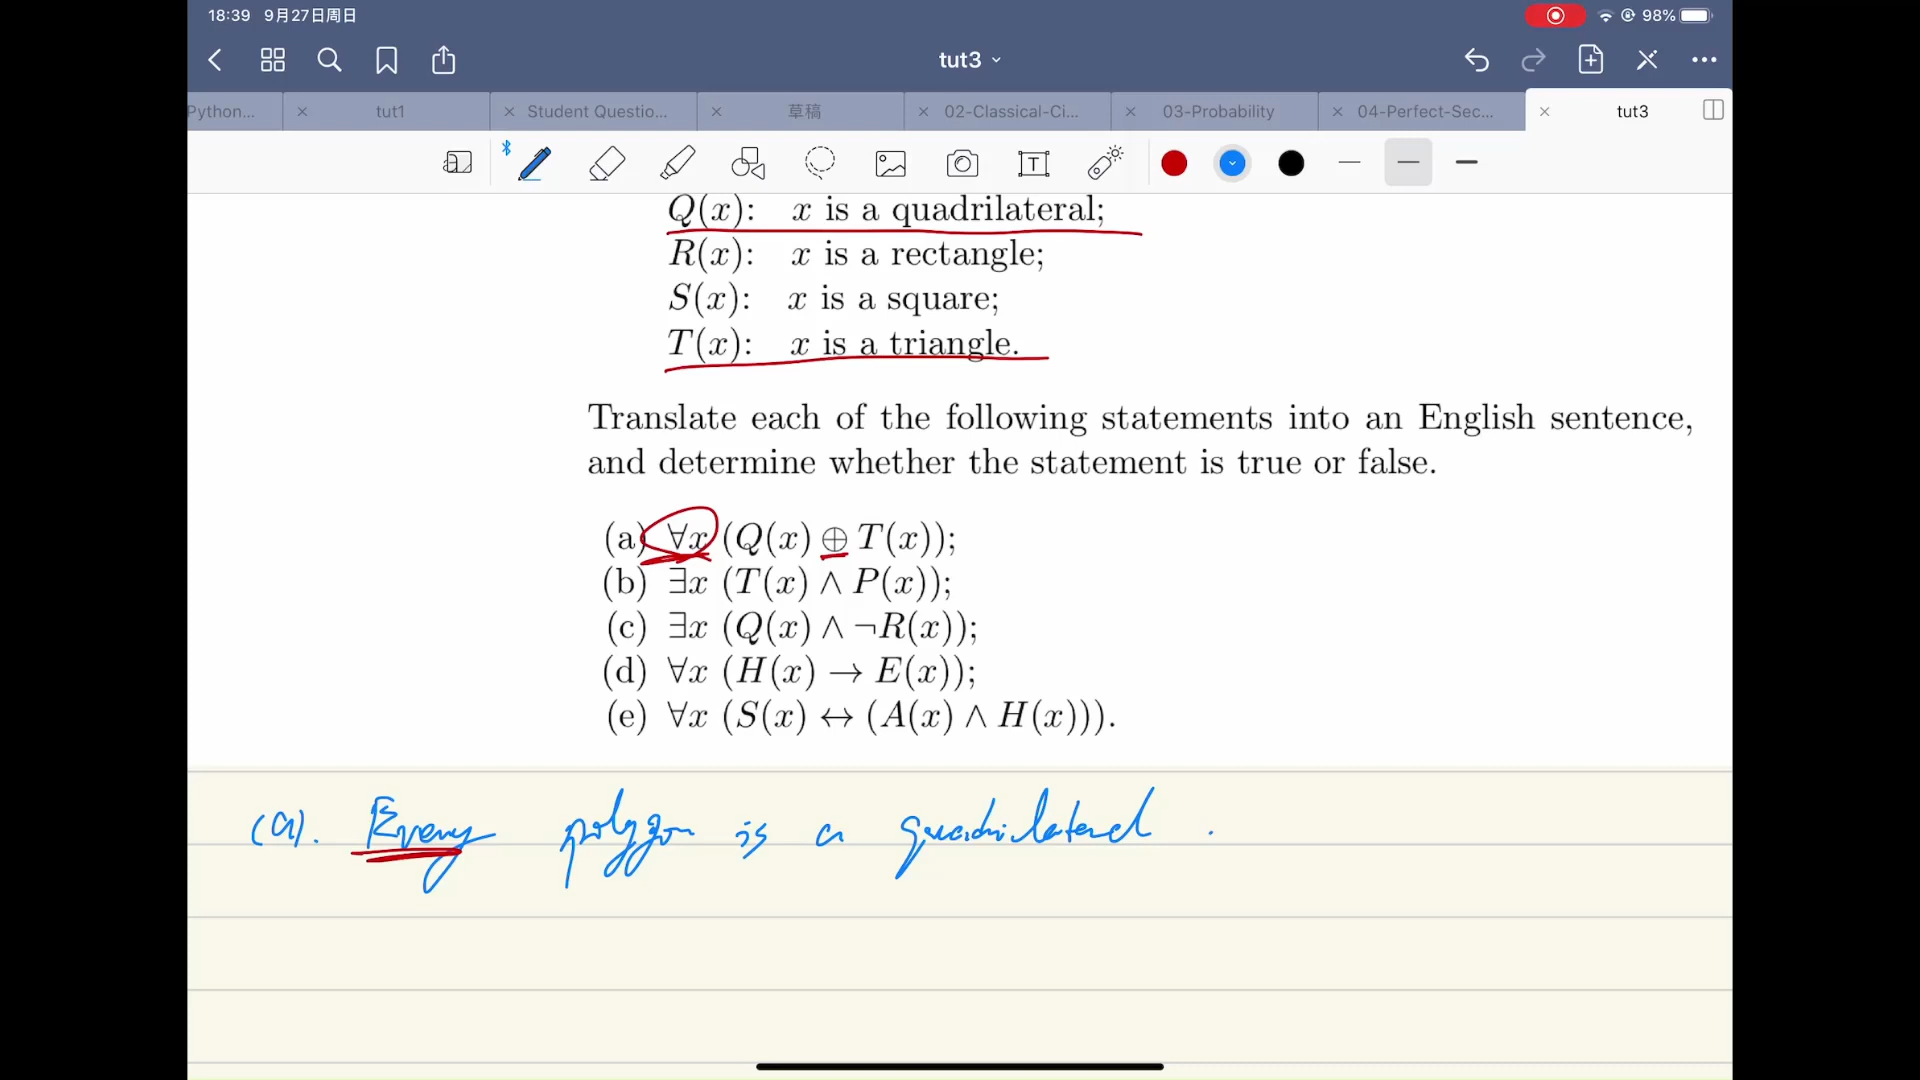 18:39 9月27日周日 98%
tut3
Python... tut1 Student Questio... 草稿 02-Classical-Ci... 03-Probability 04-Perfect-Sec... tut3
Q(x): x is a quadrilateral;
R(x): x is a rectangle;
S(x): x is a square;
T(x): x is a triangle.
Translate each of the following statements into an English sentence,
and determine whether the statement is true or false.
(a) ∀x (Q(x) ⊕ T(x));
(b) ∃x (T(x) ∧ P(x));
(c) ∃x (Q(x) ∧ ¬R(x));
(d) ∀x (H(x) → E(x));
(e) ∀x (S(x) ↔ (A(x) ∧ H(x))).
(a). Every polygon is a quadrilateral .